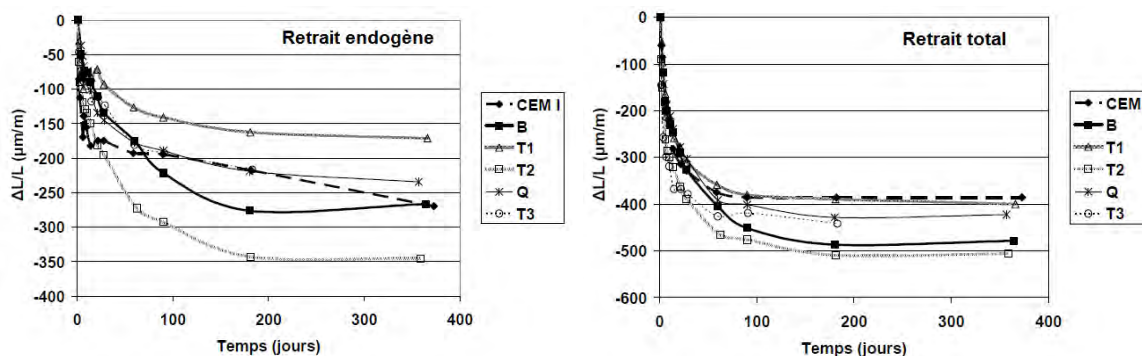 Retrait endogène
ΔL/L (µm/m)
0
-50
-100
-150
-200
-250
-300
-350
-400
0
100
200
300
400
Temps (jours)
CEM I
B
T1
T2
Q
T3
Retrait total
ΔL/L (µm/m)
0
-100
-200
-300
-400
-500
-600
0
100
200
300
400
Temps (jours)
CEM
B
T1
T2
Q
T3